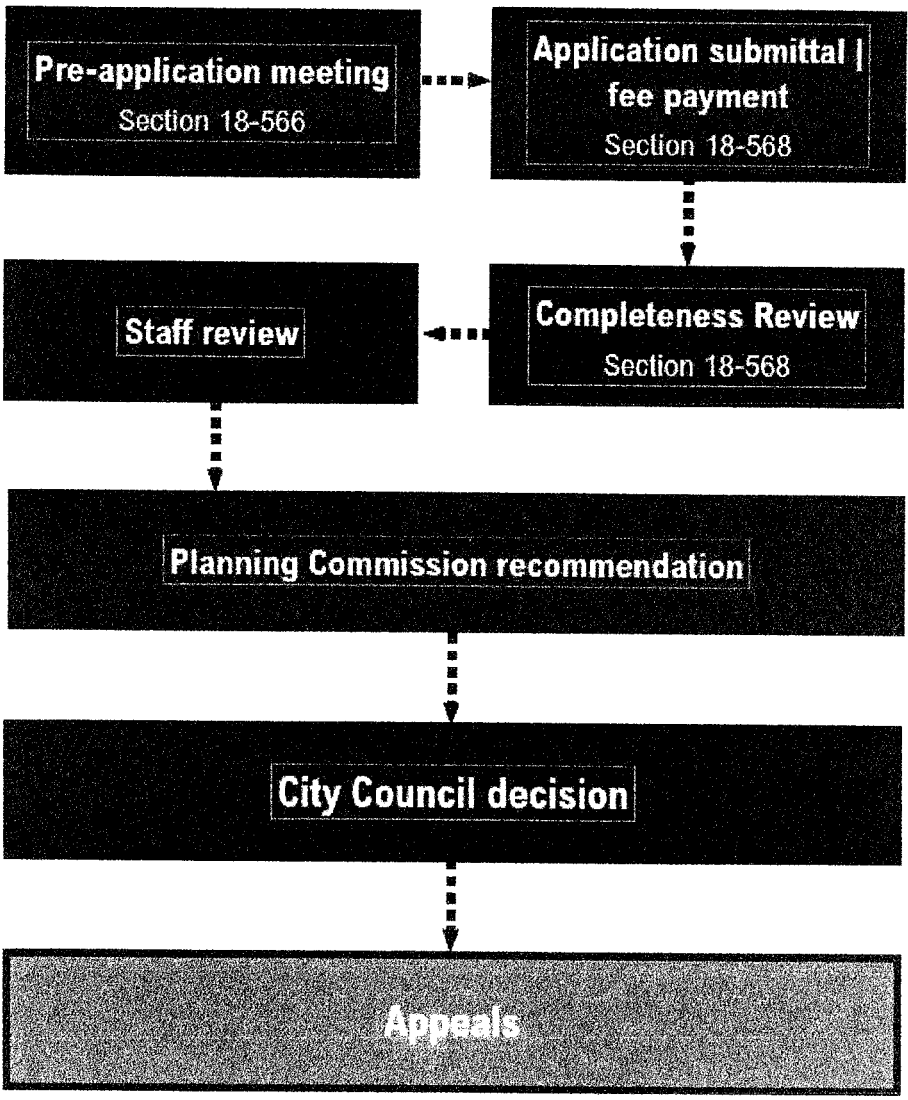 Pre-application meeting
Section 18-566
Application submittal |
fee payment
Section 18-568
Completeness Review
Section 18-568
Staff review
Planning Commission recommendation
City Council decision
Appeals